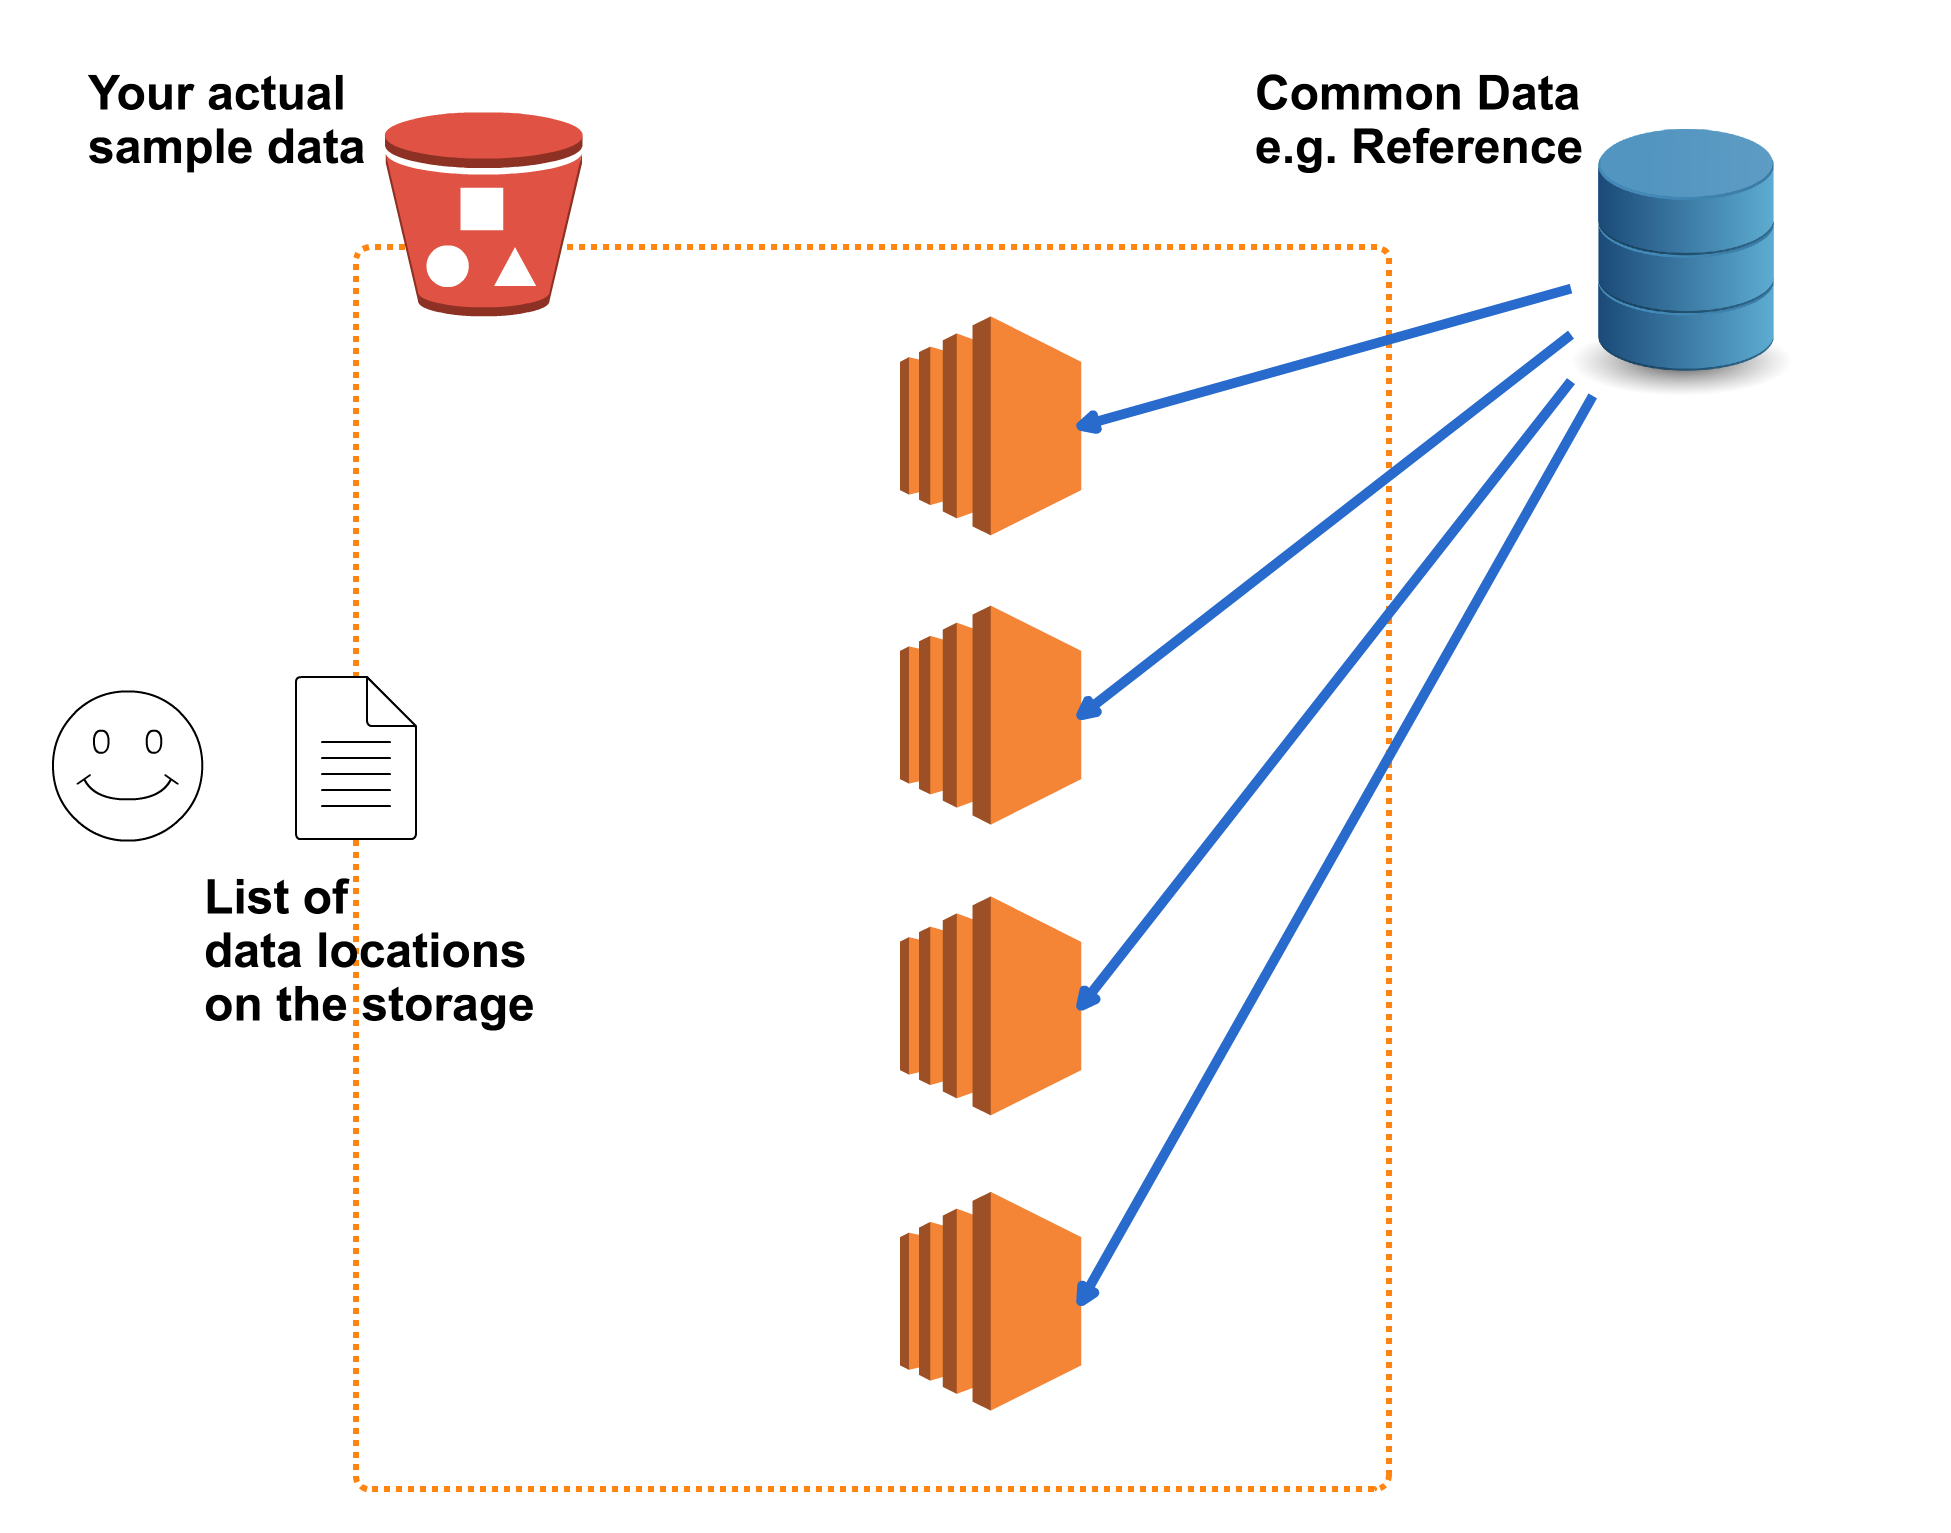 Your actual
sample data
Common Data
e.g. Reference
List of
data locations
on the storage